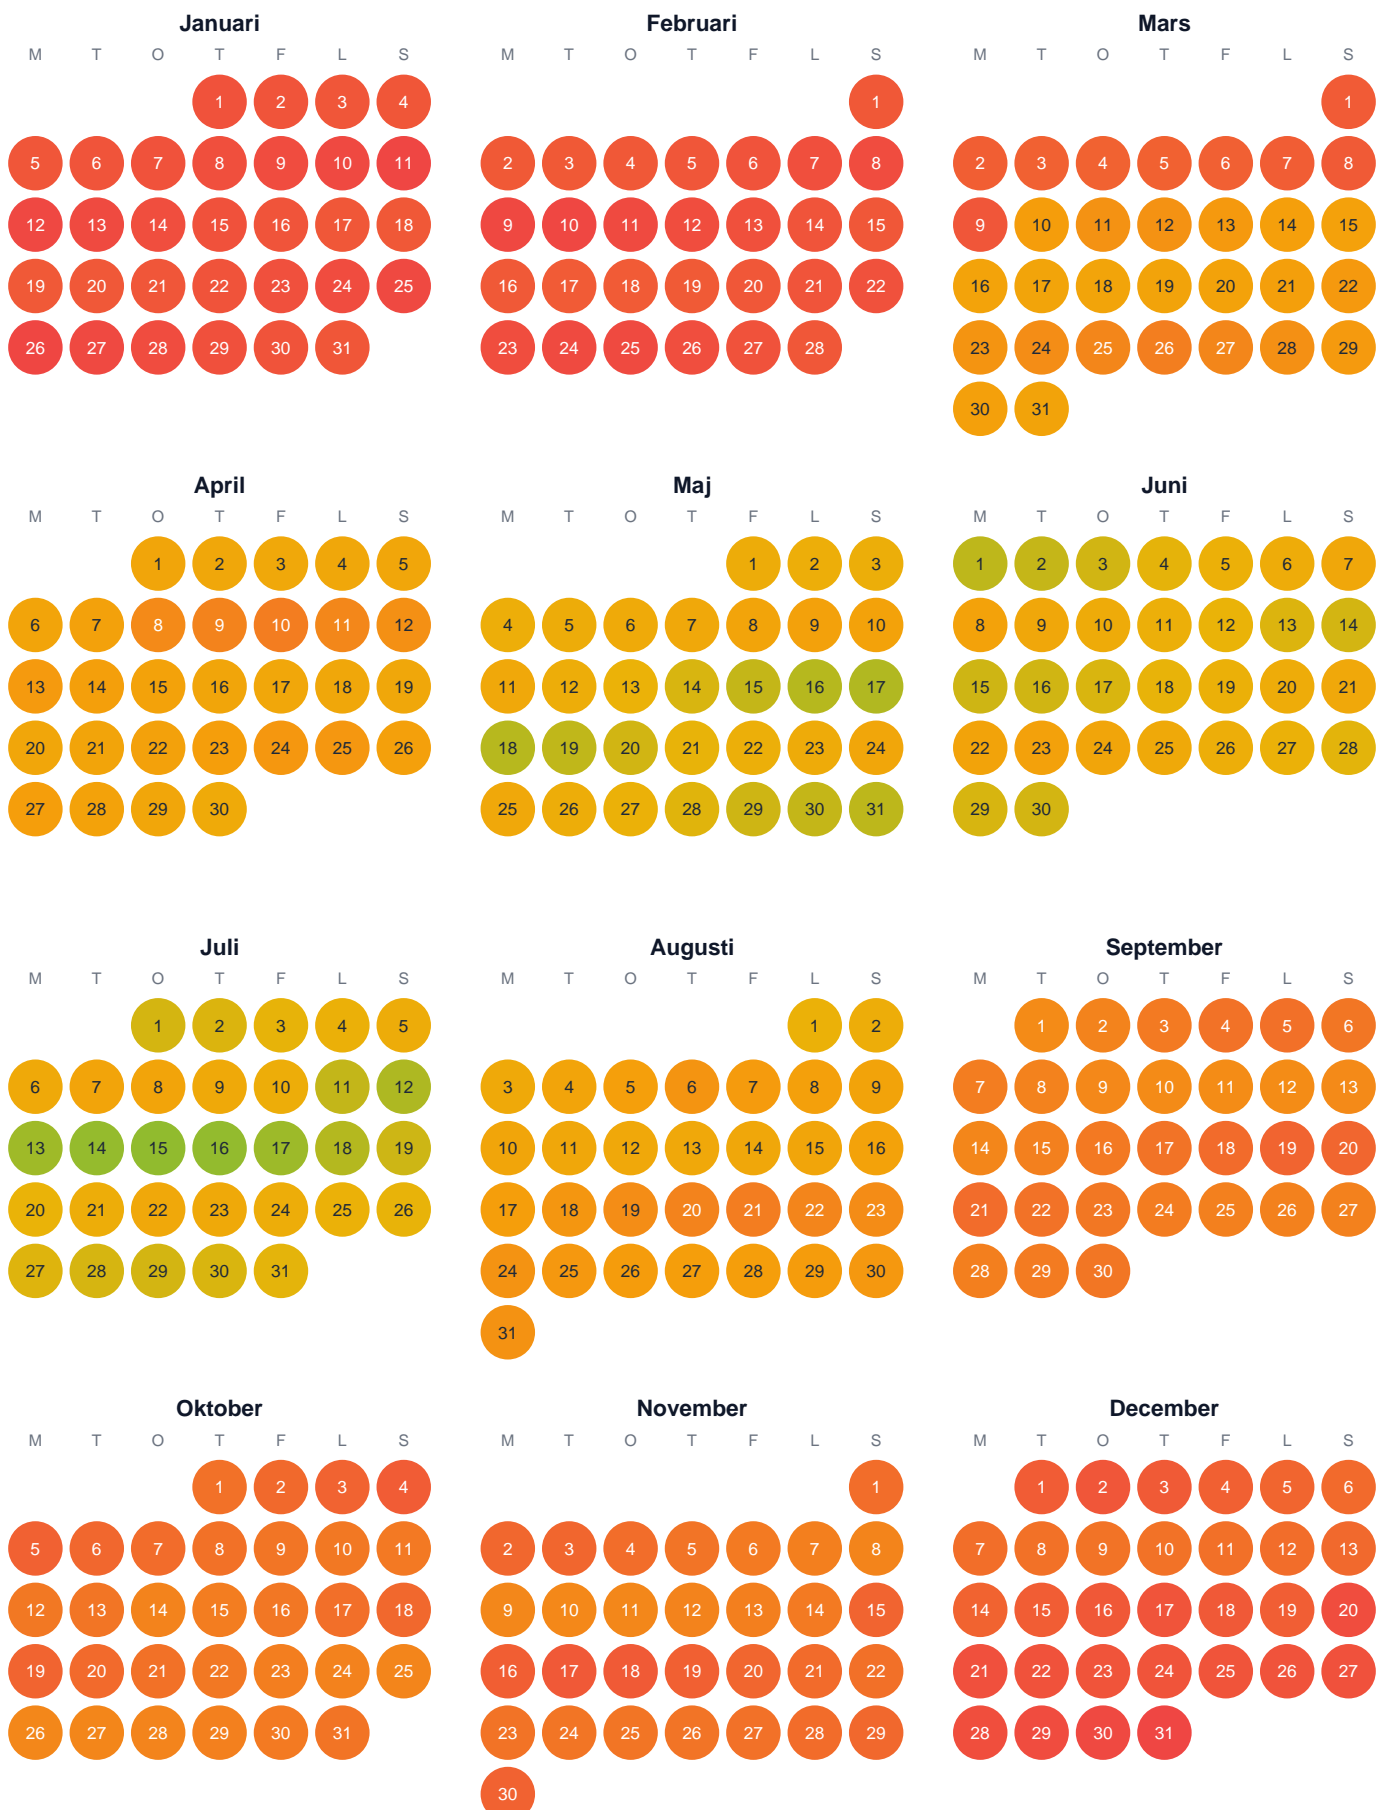 Januari Februari Mars
M T O T F L S M T O T F L S M T O T F L S
1 2 3 4 1 1
5 6 7 8 9 10 11 2 3 4 5 6 7 8 2 3 4 5 6 7 8
12 13 14 15 16 17 18 9 10 11 12 13 14 15 9 10 11 12 13 14 15
19 20 21 22 23 24 25 16 17 18 19 20 21 22 16 17 18 19 20 21 22
26 27 28 29 30 31 23 24 25 26 27 28 23 24 25 26 27 28 29
30 31
April Maj Juni
M T O T F L S M T O T F L S M T O T F L S
1 2 3 4 5 1 2 3 1 2 3 4 5 6 7
6 7 8 9 10 11 12 4 5 6 7 8 9 10 8 9 10 11 12 13 14
13 14 15 16 17 18 19 11 12 13 14 15 16 17 15 16 17 18 19 20 21
20 21 22 23 24 25 26 18 19 20 21 22 23 24 22 23 24 25 26 27 28
27 28 29 30 25 26 27 28 29 30 31 29 30
Juli Augusti September
M T O T F L S M T O T F L S M T O T F L S
1 2 3 4 5 1 2 1 2 3 4 5 6
6 7 8 9 10 11 12 3 4 5 6 7 8 9 7 8 9 10 11 12 13
13 14 15 16 17 18 19 10 11 12 13 14 15 16 14 15 16 17 18 19 20
20 21 22 23 24 25 26 17 18 19 20 21 22 23 21 22 23 24 25 26 27
27 28 29 30 31 24 25 26 27 28 29 30 28 29 30
31
Oktober November December
M T O T F L S M T O T F L S M T O T F L S
1 2 3 4 1 1 2 3 4 5 6
5 6 7 8 9 10 11 2 3 4 5 6 7 8 7 8 9 10 11 12 13
12 13 14 15 16 17 18 9 10 11 12 13 14 15 14 15 16 17 18 19 20
19 20 21 22 23 24 25 16 17 18 19 20 21 22 21 22 23 24 25 26 27
26 27 28 29 30 31 23 24 25 26 27 28 29 28 29 30 31
30